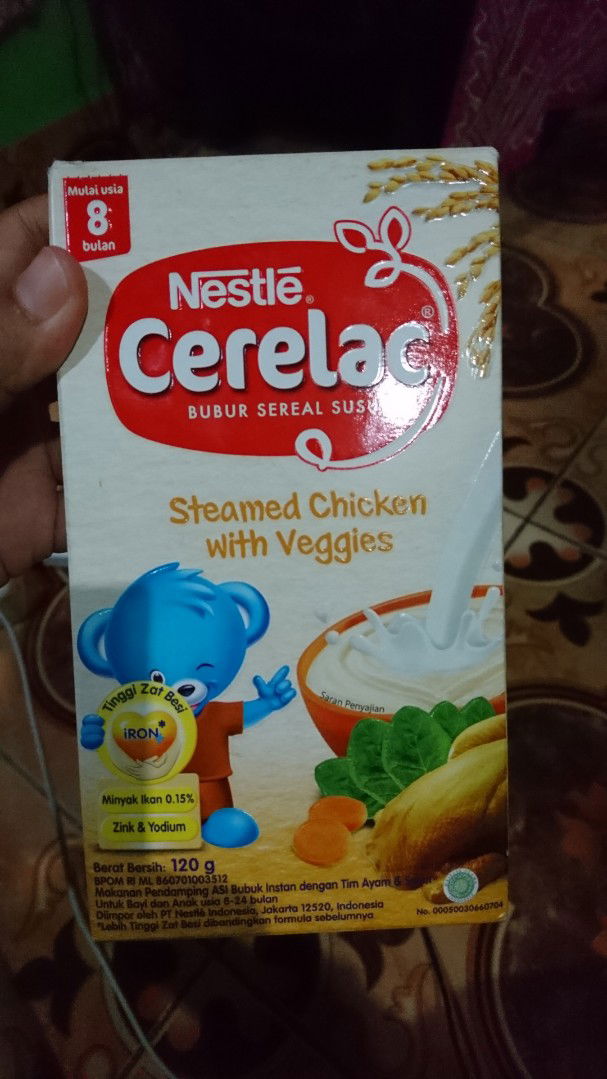 Mulai usia
8
bulan
Nestlé®
Cerelac®
BUBUR SEREAL SUSU
Steamed Chicken
with Veggies
Saran Penyajian
Tinggi Zat Besi
iRON*
Minyak Ikan 0.15%
Zink & Yodium
Berat Bersih: 120 g
BPOM RI ML 860701003512
Makanan Pendamping ASI Bubuk Instan dengan Tim Ayam &
Untuk Bayi dan Anak usia 8-24 bulan
Diimpor oleh PT Nestlé Indonesia, Jakarta 12520, Indonesia
*Lebih Tinggi Zat Besi dibandingkan formula sebelumnya
No. 00050030660704